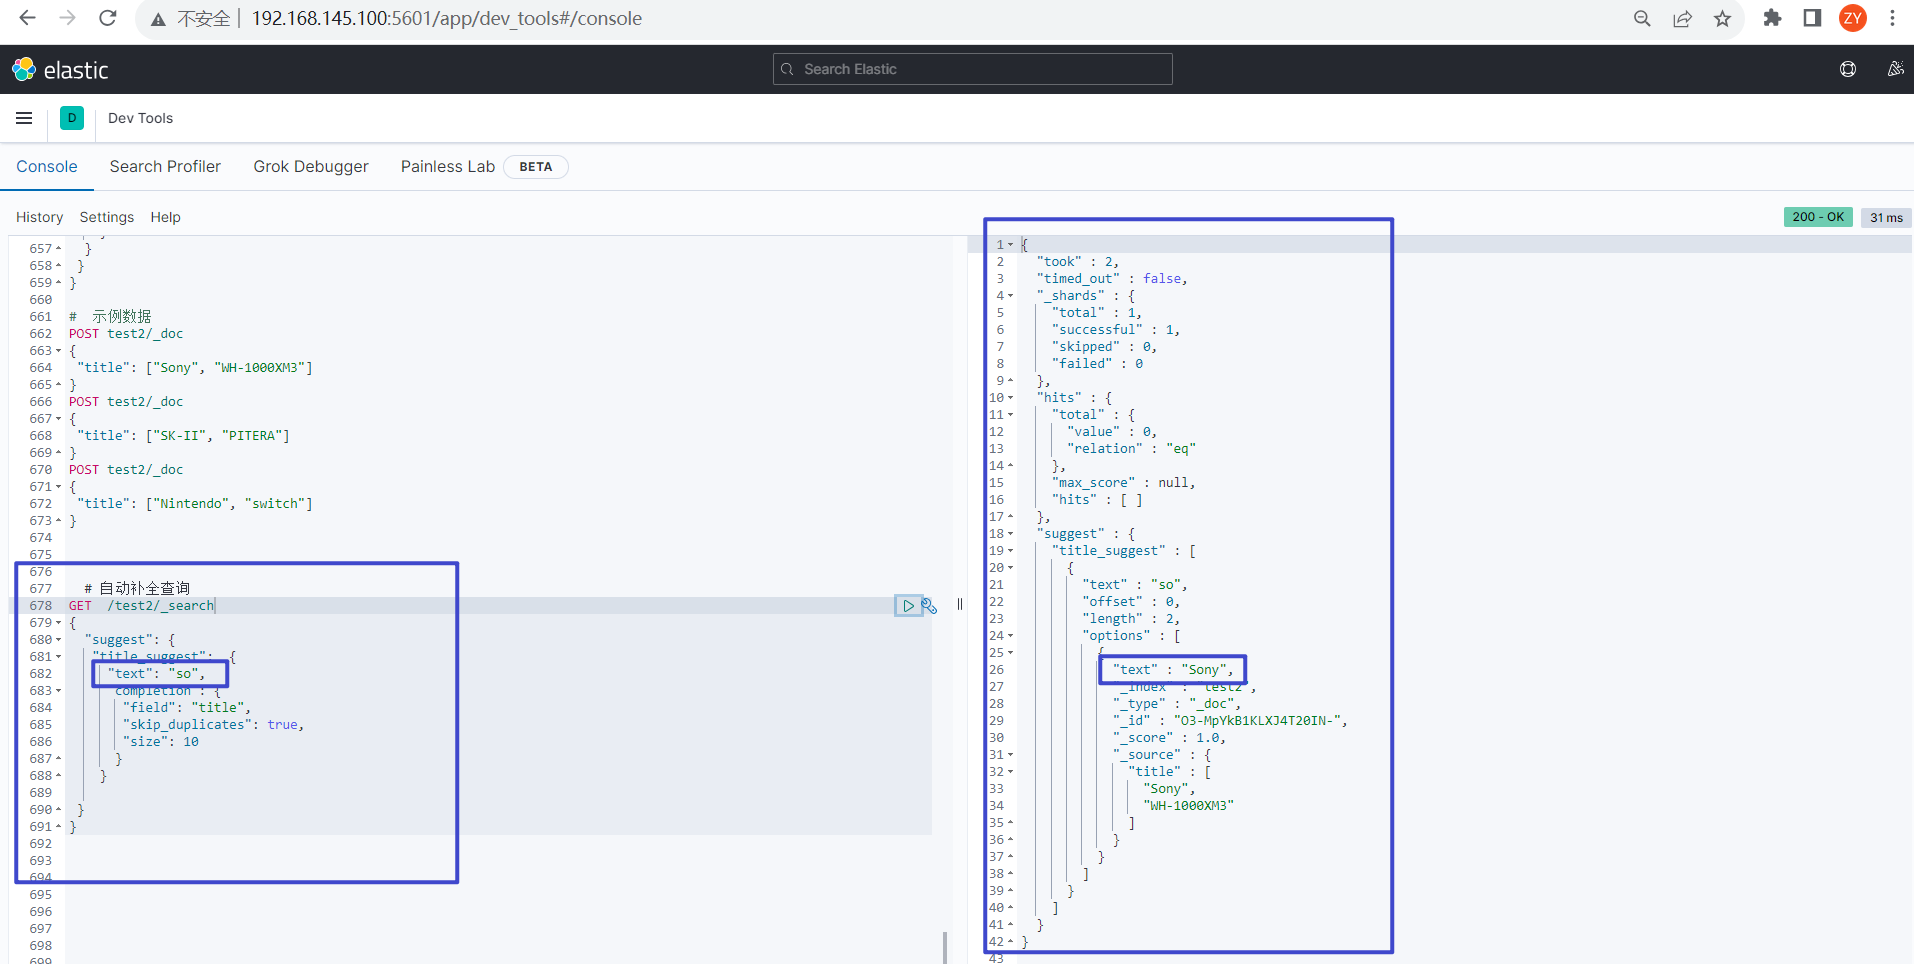 不安全 192.168.145.100:5601/app/dev_tools#/console
ZY
elastic
Search Elastic
D
Dev Tools
Console Search Profiler Grok Debugger Painless Lab BETA
History Settings Help
200 - OK 31 ms
657 }
658 }
659 }
660
661 # 示例数据
662 POST test2/_doc
663 {
664 "title": ["Sony", "WH-1000XM3"]
665 }
666 POST test2/_doc
667 {
668 "title": ["SK-II", "PITERA"]
669 }
670 POST test2/_doc
671 {
672 "title": ["Nintendo", "switch"]
673 }
674
675
676
677 # 自动补全查询
678 GET /test2/_search
679 {
680 "suggest": {
681 "title_suggest": {
682 "text": "so",
683 "completion": {
684 "field": "title",
685 "skip_duplicates": true,
686 "size": 10
687 }
688 }
689
690 }
691 }
692
693
694
695
696
697
698
699
1 {
2 "took" : 2,
3 "timed_out" : false,
4 "_shards" : {
5 "total" : 1,
6 "successful" : 1,
7 "skipped" : 0,
8 "failed" : 0
9 },
10 "hits" : {
11 "total" : {
12 "value" : 0,
13 "relation" : "eq"
14 },
15 "max_score" : null,
16 "hits" : [ ]
17 },
18 "suggest" : {
19 "title_suggest" : [
20 {
21 "text" : "so",
22 "offset" : 0,
23 "length" : 2,
24 "options" : [
25 {
26 "text" : "Sony",
27 "_index" : "test2",
28 "_type" : "_doc",
29 "_id" : "O3-MpYkB1KLXJ4T20IN-",
30 "_score" : 1.0,
31 "_source" : {
32 "title" : [
33 "Sony",
34 "WH-1000XM3"
35 ]
36 }
37 }
38 ]
39 }
40 ]
41 }
42 }
43